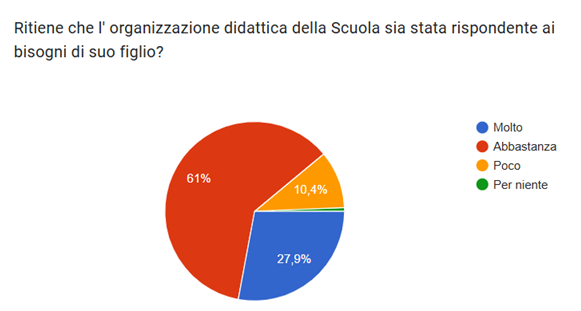 Ritiene che l' organizzazione didattica della Scuola sia stata rispondente ai
bisogni di suo figlio?
Molto
Abbastanza
Poco
Per niente
61%
10,4%
27,9%